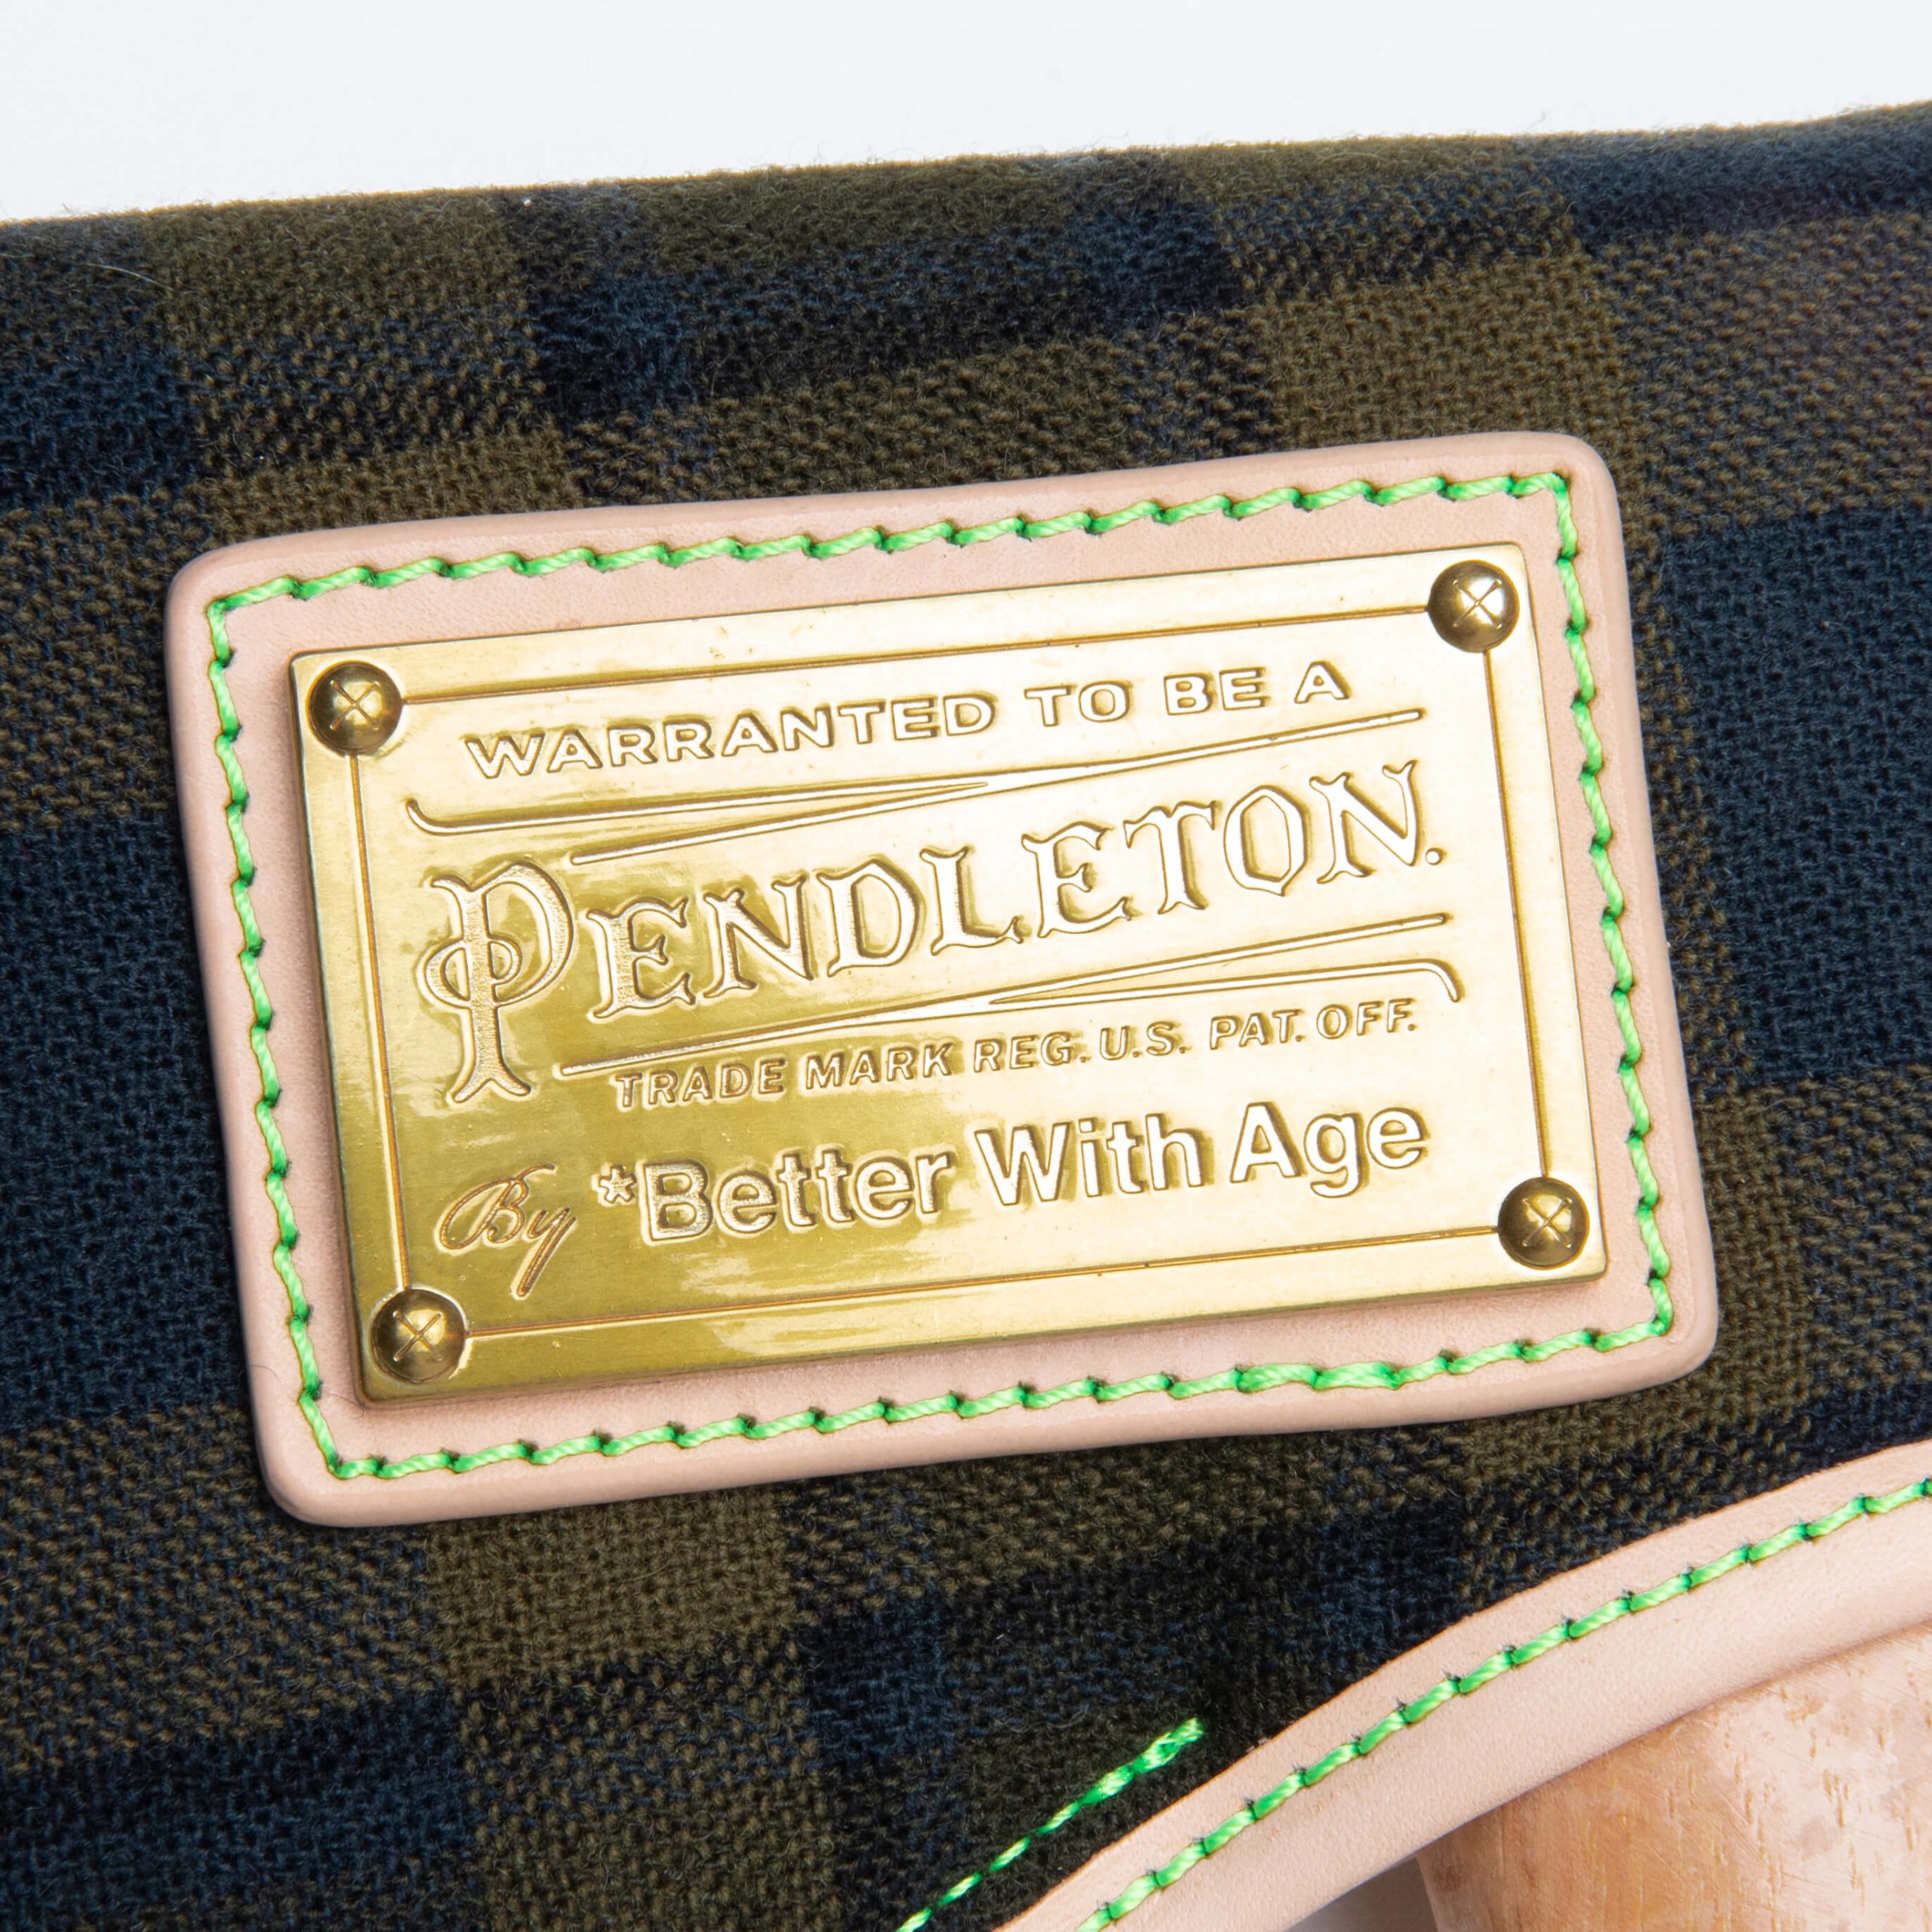 WARRANTED TO BE A
PENDLETON.
TRADE MARK REG. U.S. PAT. OFF.
By *Better With Age